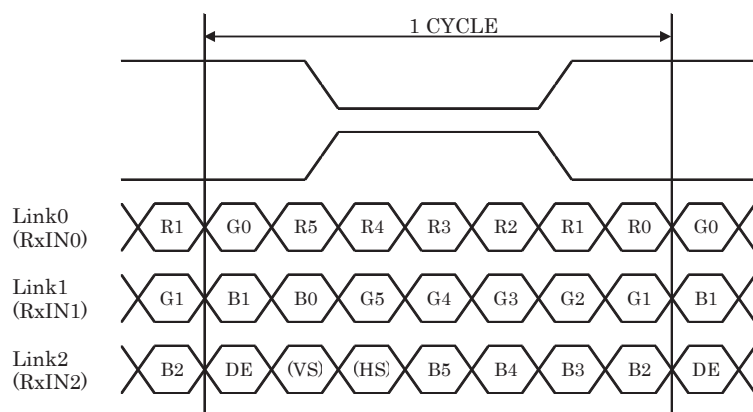 1 CYCLE
Link0
(RxIN0)
R1 G0 R5 R4 R3 R2 R1 R0 G0
Link1
(RxIN1)
G1 B1 B0 G5 G4 G3 G2 G1 B1
Link2
(RxIN2)
B2 DE (VS) (HS) B5 B4 B3 B2 DE